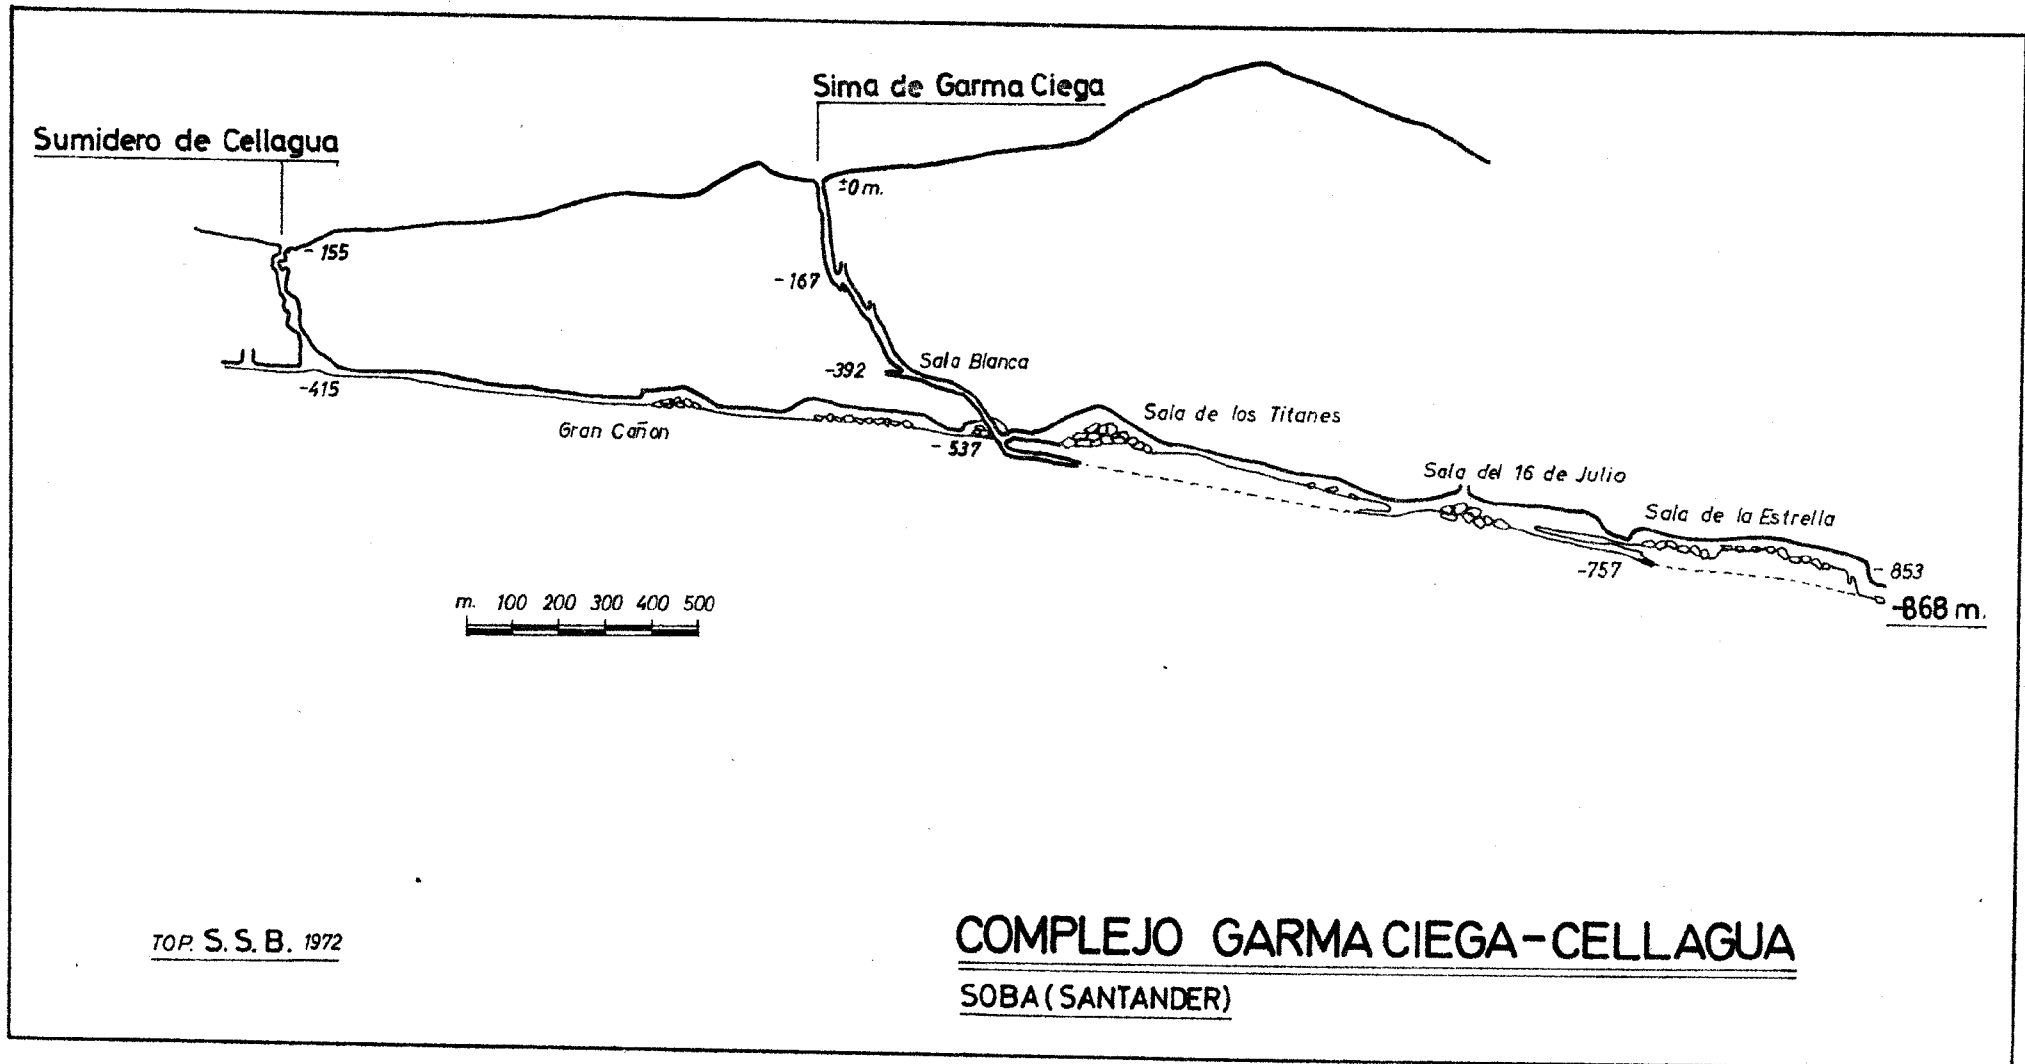 Sima de Garma Ciega
Sumidero de Cellagua
±0 m.
- 155
- 167
-392
Sala Blanca
-415
Gran Cañon
Sala de los Titanes
- 537
Sala del 16 de Julio
Sala de la Estrella
-757
- 853
-868 m.
m. 100 200 300 400 500
TOP. S. S. B. 1972
COMPLEJO GARMA CIEGA-CELLAGUA
SOBA (SANTANDER)